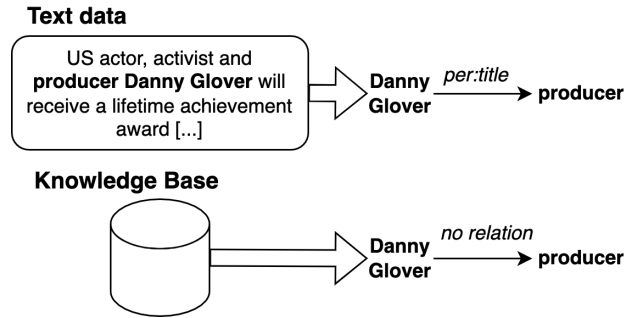 Text data
US actor, activist and
producer Danny Glover will
receive a lifetime achievement
award [...]
Danny
Glover
per:title
producer
Knowledge Base
Danny
Glover
no relation
producer